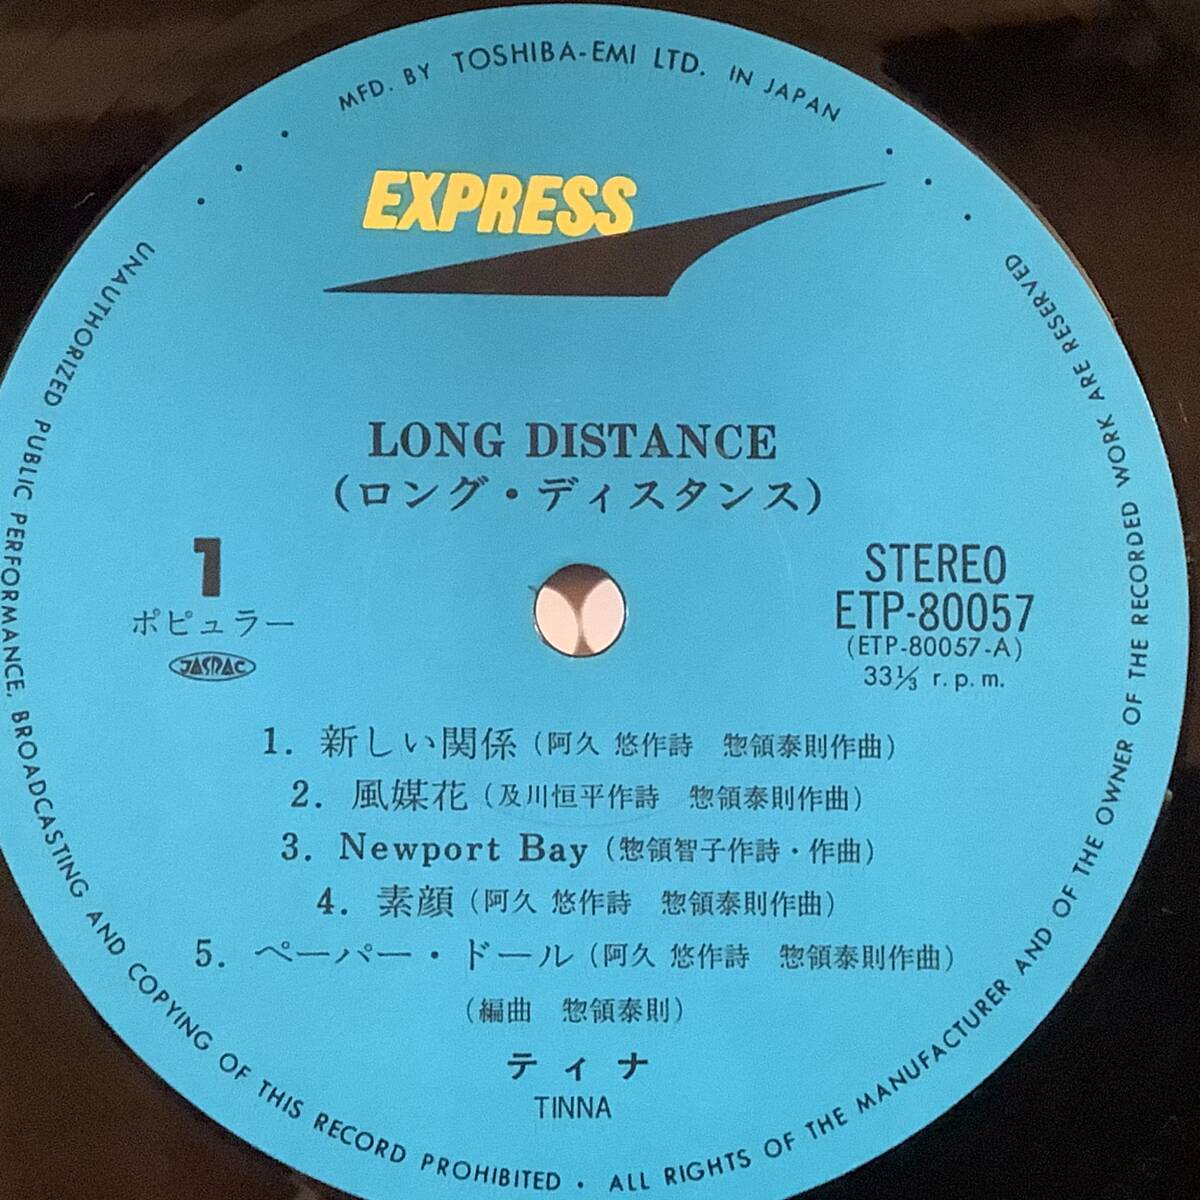 MFD. BY TOSHIBA-EMI LTD. IN JAPAN
EXPRESS
LONG DISTANCE
(ロング・ディスタンス)
1
ポピュラー
JASRAC
STEREO
ETP-80057
(ETP-80057-A)
33⅓ r.p.m.
1. 新しい関係(阿久 悠作詩 惣領泰則作曲)
2. 風媒花(及川恒平作詩 惣領泰則作曲)
3. Newport Bay(惣領智子作詩・作曲)
4. 素顔(阿久 悠作詩 惣領泰則作曲)
5. ペーパー・ドール(阿久 悠作詩 惣領泰則作曲)
(編曲 惣領泰則)
ティナ
TINNA
UNAUTHORIZED PUBLIC PERFORMANCE, BROADCASTING AND COPYING OF THIS RECORD PROHIBITED • ALL RIGHTS OF THE MANUFACTURER AND OF THE OWNER OF THE RECORDED WORK ARE RESERVED